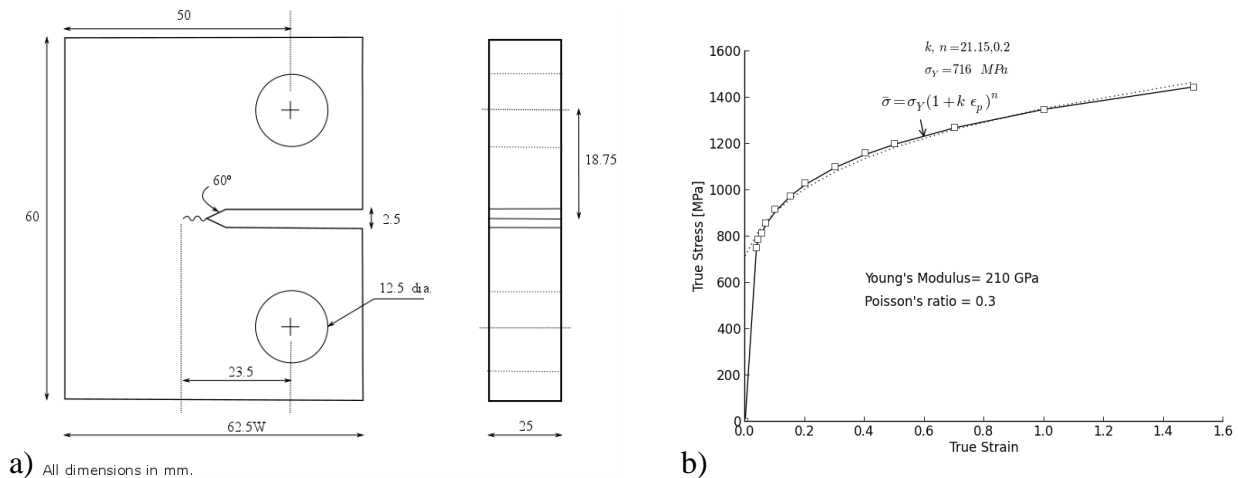 50
60
60°
2.5
12.5 dia.
23.5
62.5W
18.75
25
a) All dimensions in mm.
1600
1400
1200
1000
800
600
400
200
0
True Stress [MPa]
k, n=21.15,0.2
σ_Y=716 MPa
σ̄=σ_Y(1+k ϵ_p)^n
Young's Modulus= 210 GPa
Poisson's ratio = 0.3
0.0 0.2 0.4 0.6 0.8 1.0 1.2 1.4 1.6
True Strain
b)